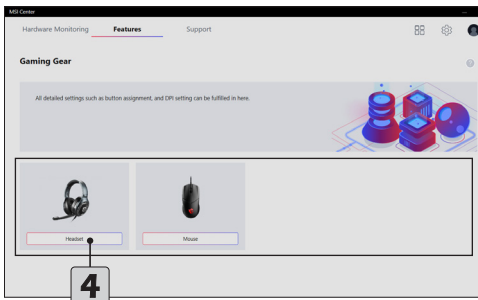 MSI Center
Hardware Monitoring
Features
Support
Gaming Gear
All detailed settings such as button assignment, and DPI setting can be fulfilled in here.
Headset
Mouse
4